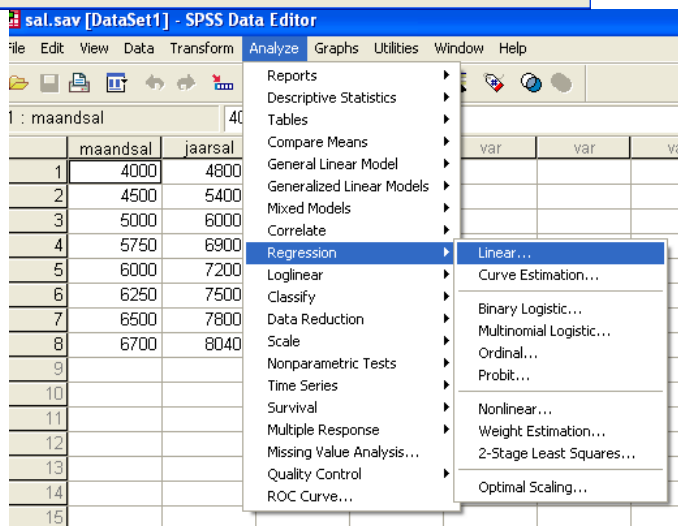 sal.sav [DataSet1] - SPSS Data Editor
File Edit View Data Transform Analyze Graphs Utilities Window Help
1 : maandsal 40
maandsal jaarsal var var va
1 4000 4800
2 4500 5400
3 5000 6000
4 5750 6900
5 6000 7200
6 6250 7500
7 6500 7800
8 6700 8040
9
10
11
12
13
14
15
Reports
Descriptive Statistics
Tables
Compare Means
General Linear Model
Generalized Linear Models
Mixed Models
Correlate
Regression
Loglinear
Classify
Data Reduction
Scale
Nonparametric Tests
Time Series
Survival
Multiple Response
Missing Value Analysis...
Quality Control
ROC Curve...
Linear...
Curve Estimation...
Binary Logistic...
Multinomial Logistic...
Ordinal...
Probit...
Nonlinear...
Weight Estimation...
2-Stage Least Squares...
Optimal Scaling...